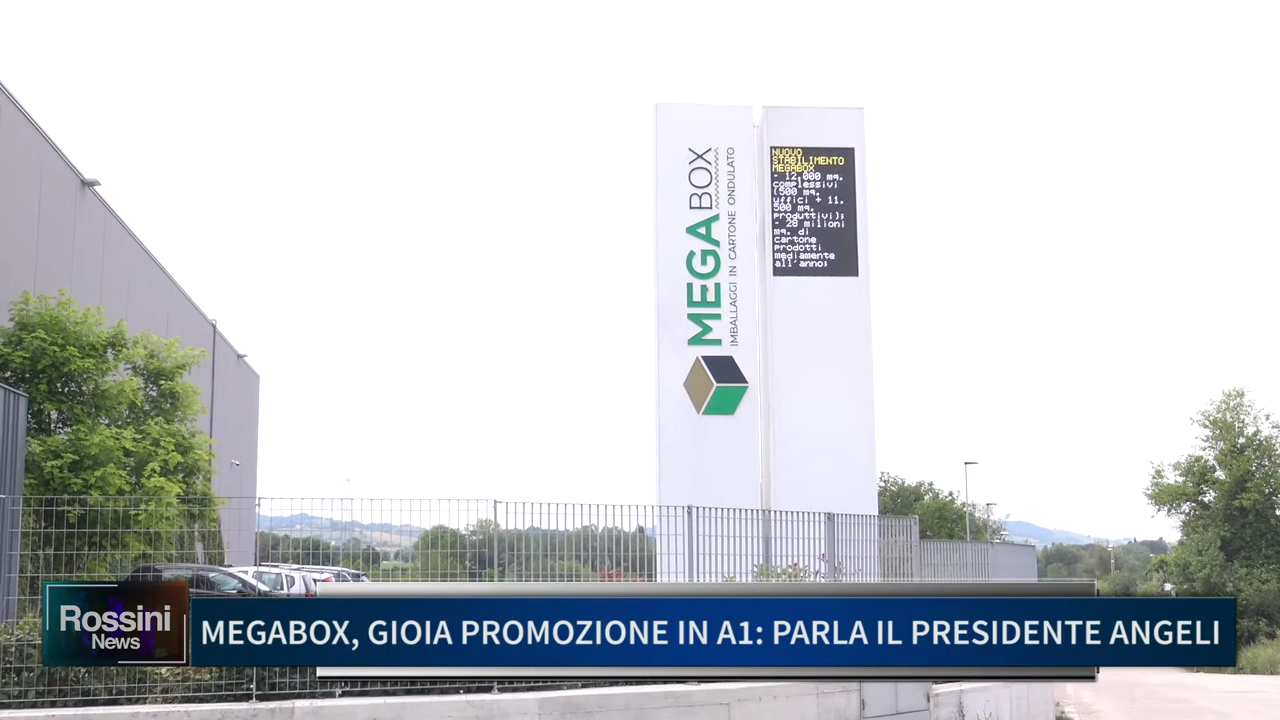 MEGABOX
IMBALLAGGI IN CARTONE ONDULATO
NUOVO
STABILIMENTO
MEGABOX
- 12.000 mq.
complessivi
(500 mq.
uffici + 11.
500 mq.
produttivi);
- 28 milioni
mq. di
cartone
prodotti
mediamente
all'anno;
Rossini
News
MEGABOX, GIOIA PROMOZIONE IN A1: PARLA IL PRESIDENTE ANGELI